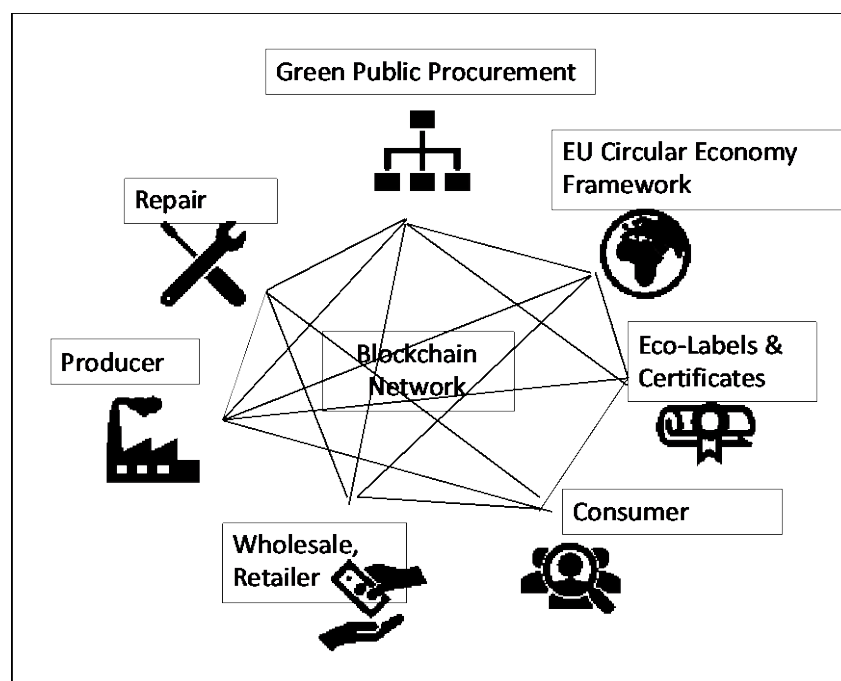 Green Public Procurement
EU Circular Economy
Framework
Repair
Blockchain
Network
Eco-Labels &
Certificates
Producer
Consumer
Wholesale,
Retailer